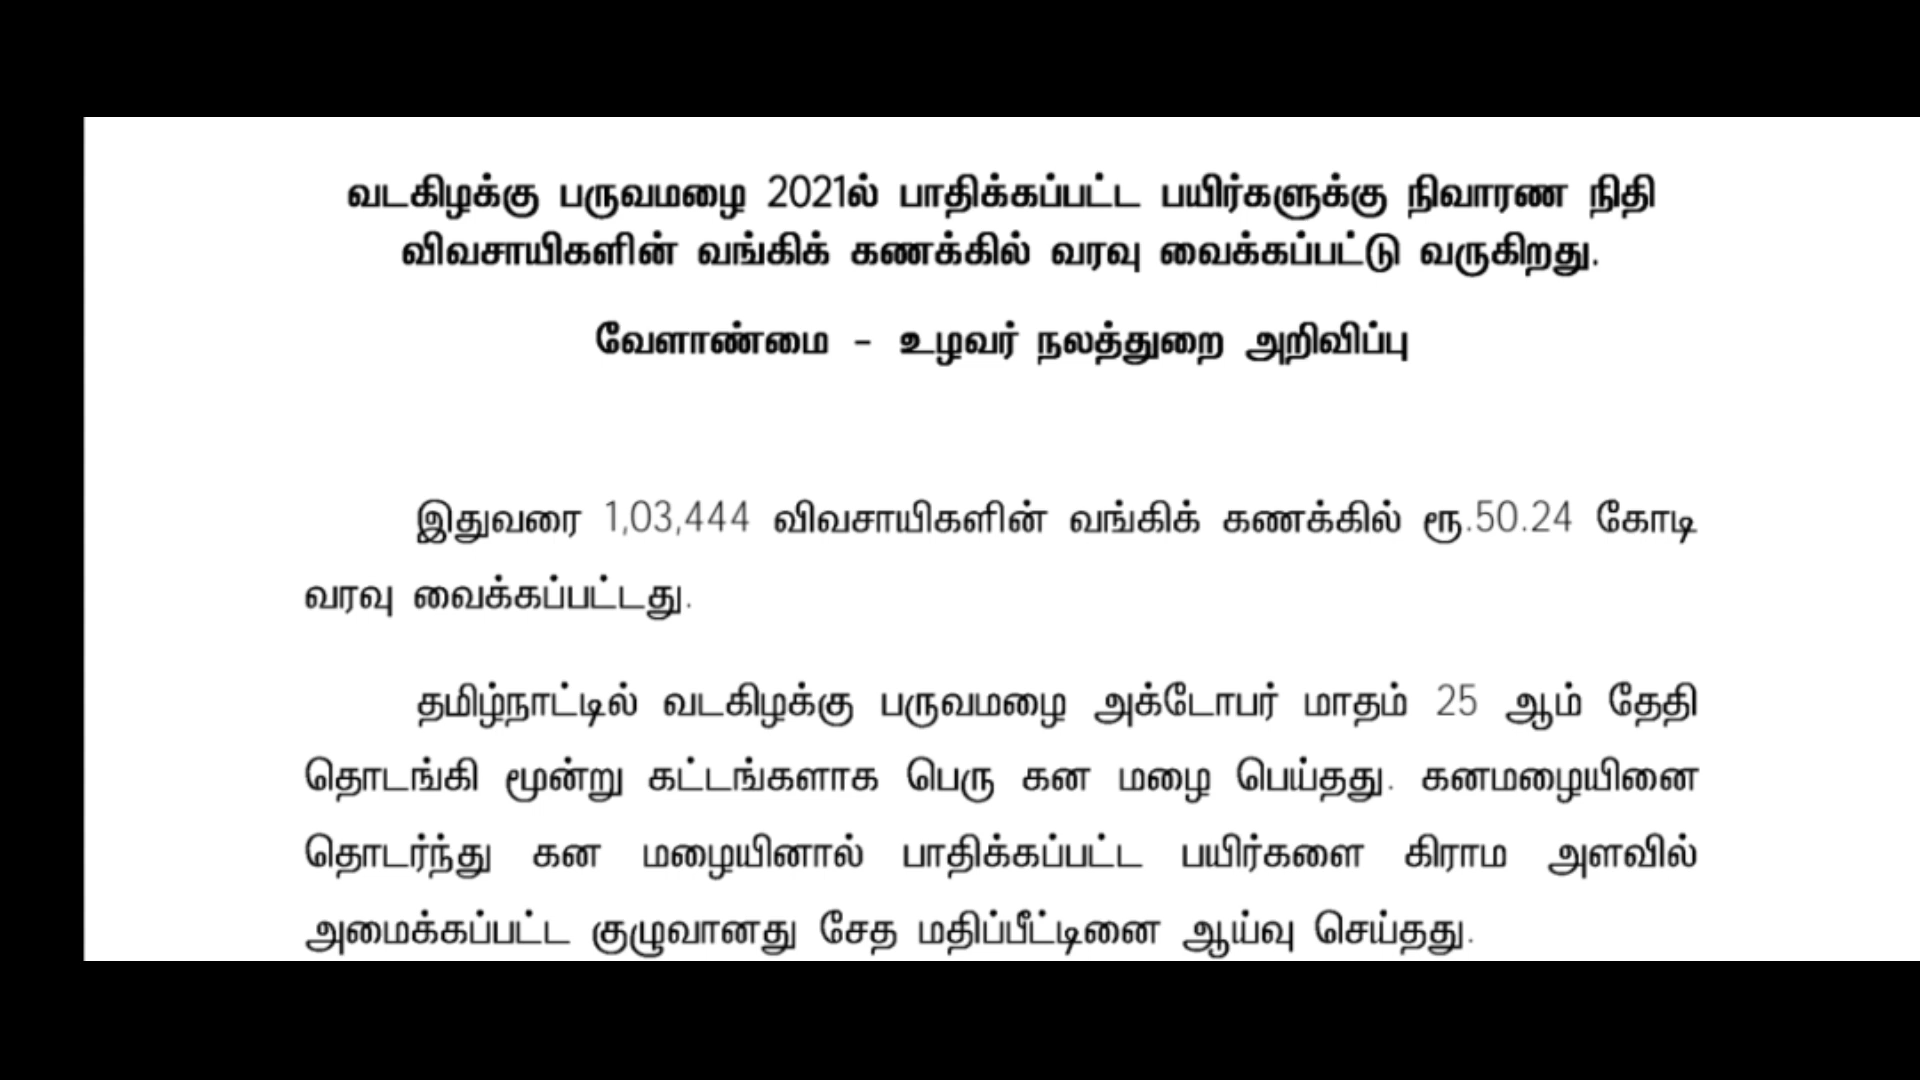 வடகிழக்கு பருவமழை 2021ல் பாதிக்கப்பட்ட பயிர்களுக்கு நிவாரண நிதி
விவசாயிகளின் வங்கிக் கணக்கில் வரவு வைக்கப்பட்டு வருகிறது.
வேளாண்மை - உழவர் நலத்துறை அறிவிப்பு
இதுவரை 1,03,444 விவசாயிகளின் வங்கிக் கணக்கில் ரூ.50.24 கோடி
வரவு வைக்கப்பட்டது.
தமிழ்நாட்டில் வடகிழக்கு பருவமழை அக்டோபர் மாதம் 25 ஆம் தேதி
தொடங்கி மூன்று கட்டங்களாக பெரு கன மழை பெய்தது. கனமழையினை
தொடர்ந்து கன மழையினால் பாதிக்கப்பட்ட பயிர்களை கிராம அளவில்
அமைக்கப்பட்ட குழுவானது சேத மதிப்பீட்டினை ஆய்வு செய்தது.